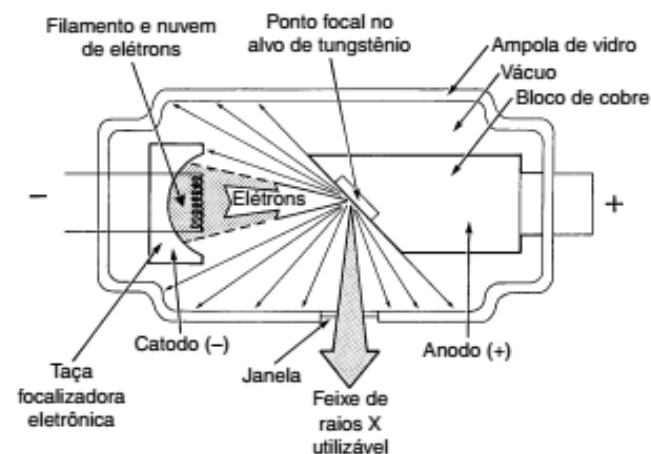 Filamento e nuvem
de elétrons
Ponto focal no
alvo de tungstênio
Ampola de vidro
Vácuo
Bloco de cobre
–
Elétrons
+
Taça
focalizadora
eletrônica
Catodo (–)
Janela
Feixe de
raios X
utilizável
Anodo (+)